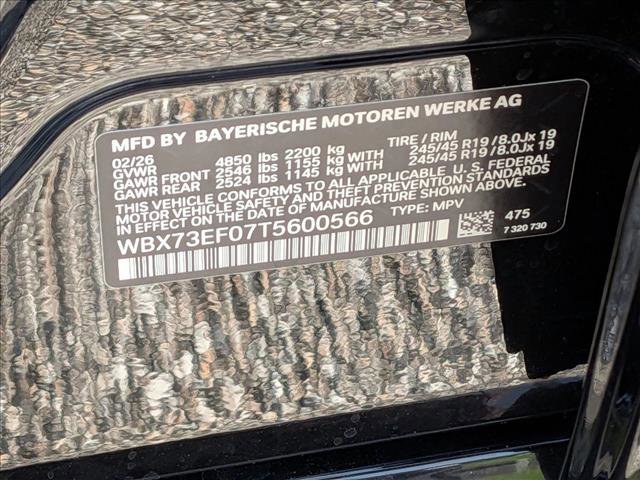 MFD BY BAYERISCHE MOTOREN WERKE AG
02/26 TIRE / RIM
GVWR 4850 lbs 2200 kg
GAWR FRONT 2546 lbs 1155 kg WITH 245/45 R19 / 8.0Jx 19
GAWR REAR 2524 lbs 1145 kg WITH 245/45 R19 / 8.0Jx 19
THIS VEHICLE CONFORMS TO ALL APPLICABLE U.S. FEDERAL
MOTOR VEHICLE SAFETY AND THEFT PREVENTION STANDARDS
IN EFFECT ON THE DATE OF MANUFACTURE SHOWN ABOVE.
WBX73EF07T5600566 TYPE: MPV
475
7 320 730